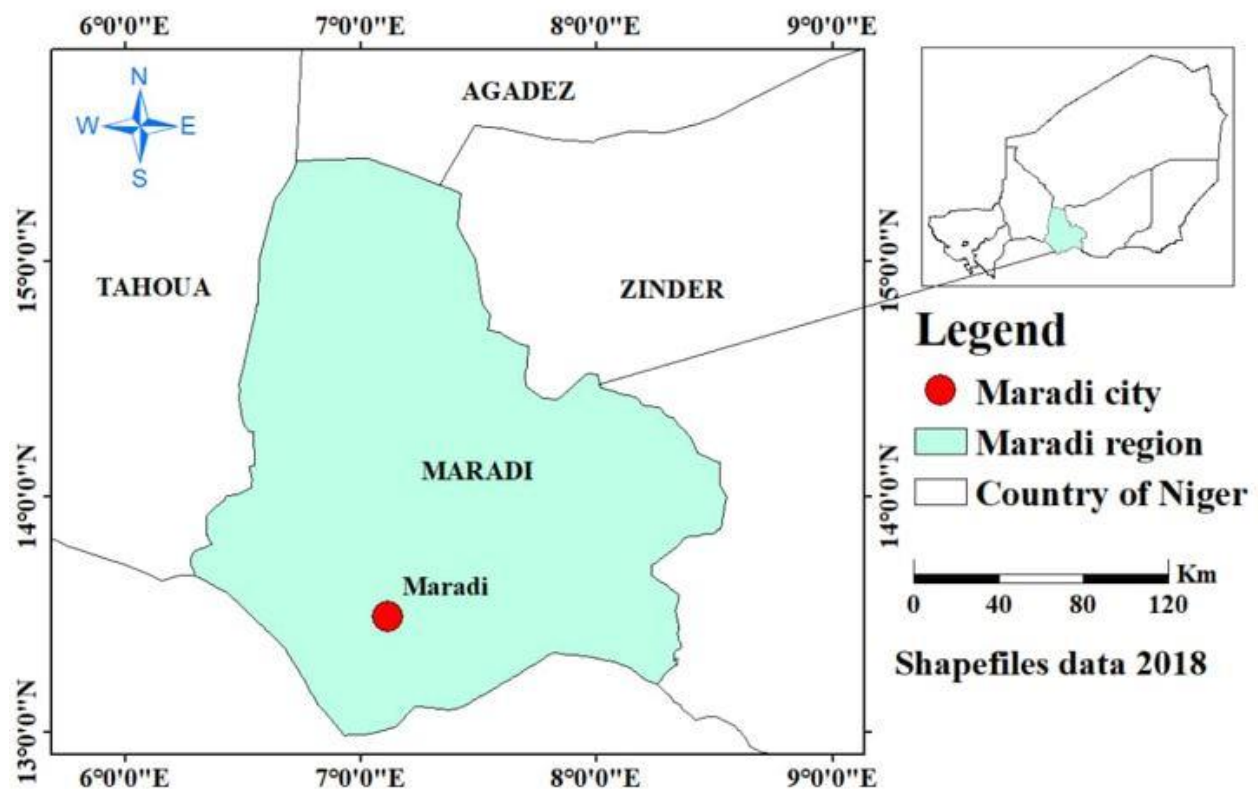 6°0'0"E 7°0'0"E 8°0'0"E 9°0'0"E
N
W E
S
AGADEZ
TAHOUA
ZINDER
MARADI
Maradi
15°0'0"N
14°0'0"N
13°0'0"N
15°0'0"N
14°0'0"N
13°0'0"N
6°0'0"E 7°0'0"E 8°0'0"E 9°0'0"E
Legend
Maradi city
Maradi region
Country of Niger
Km
0 40 80 120
Shapefiles data 2018